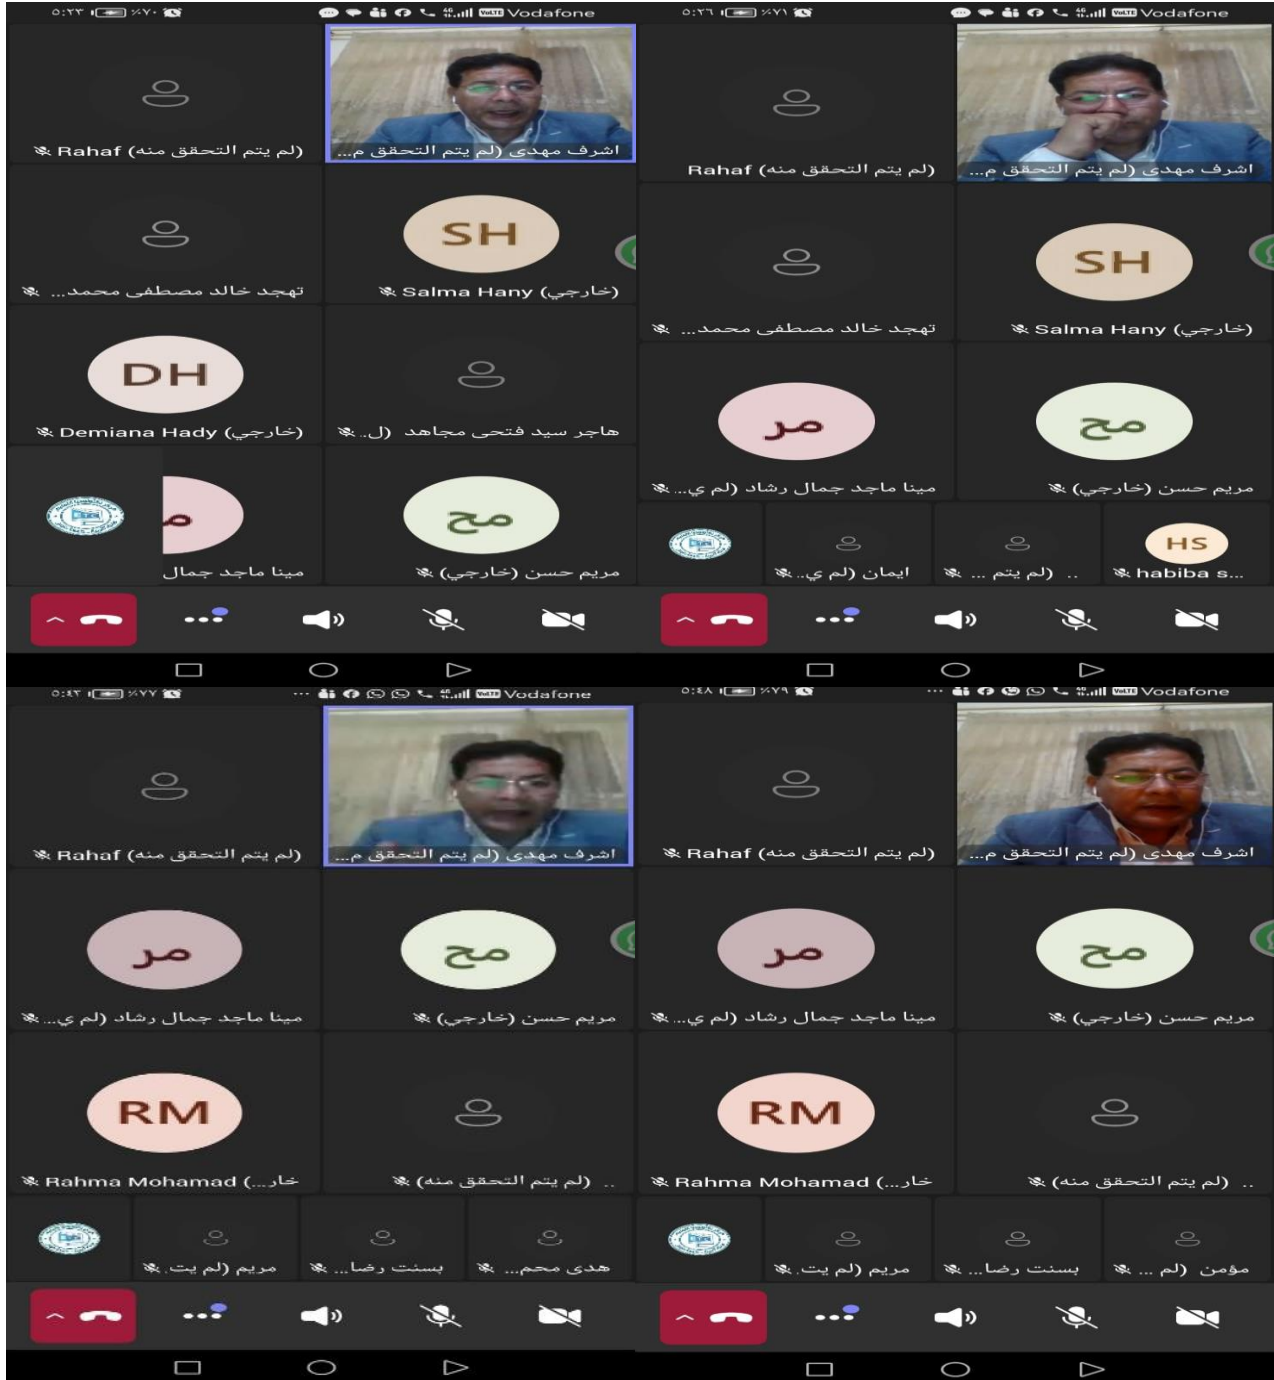 ٥:٢٣ ٪٧٠ Vodafone
Rahaf (لم يتم التحقق منه)
اشرف مهدى (لم يتم التحقق م...
تهجد خالد مصطفى محمد...
SH
Salma Hany (خارجي)
DH
Demiana Hady (خارجي)
هاجر سيد فتحى مجاهد (ل..
مينا ماجد جمال
مح
مريم حسن (خارجي)
٥:٢٦ ٪٧١ Vodafone
Rahaf (لم يتم التحقق منه)
اشرف مهدى (لم يتم التحقق م...
تهجد خالد مصطفى محمد...
SH
Salma Hany (خارجي)
مر
مينا ماجد جمال رشاد (لم ي...
مح
مريم حسن (خارجي)
ايمان (لم ي..
.. (لم يتم ...
HS
habiba s...
٥:٤٣ ٪٧٧ Vodafone
Rahaf (لم يتم التحقق منه)
اشرف مهدى (لم يتم التحقق م...
مر
مينا ماجد جمال رشاد (لم ي...
مح
مريم حسن (خارجي)
RM
Rahma Mohamad (خار...
.. (لم يتم التحقق منه)
مريم (لم يت..
بسنت رضا...
هدى محم...
٥:٤٨ ٪٧٩ Vodafone
Rahaf (لم يتم التحقق منه)
اشرف مهدى (لم يتم التحقق م...
مر
مينا ماجد جمال رشاد (لم ي...
مح
مريم حسن (خارجي)
RM
Rahma Mohamad (خار...
.. (لم يتم التحقق منه)
مريم (لم يت..
بسنت رضا...
مؤمن (لم ...